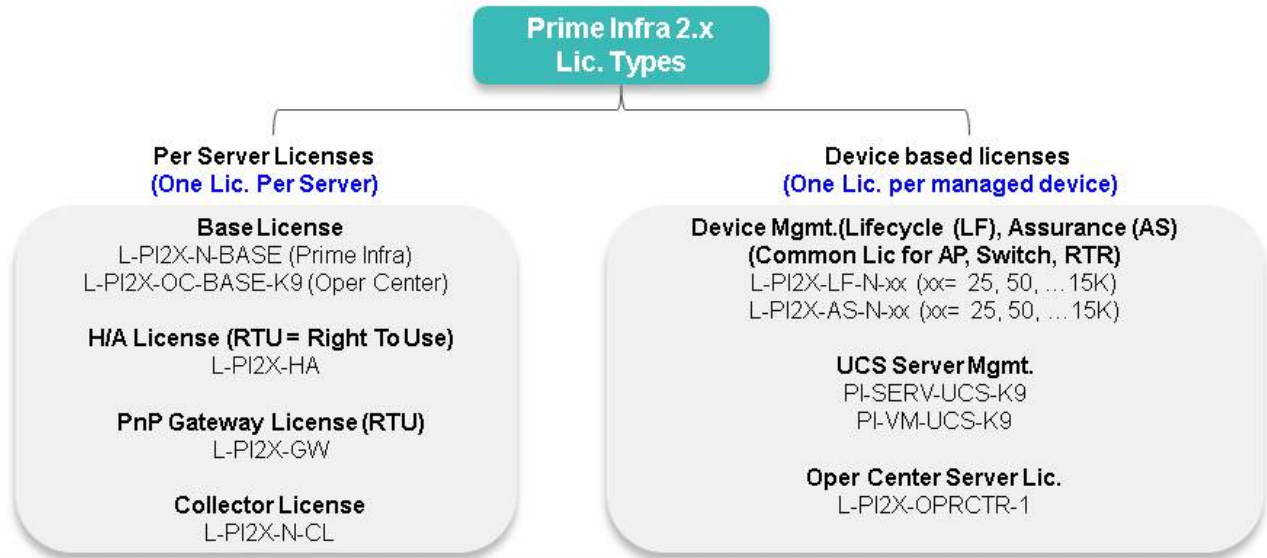 Prime Infra 2.x
Lic. Types
Per Server Licenses
(One Lic. Per Server)
Base License
L-PI2X-N-BASE (Prime Infra)
L-PI2X-OC-BASE-K9 (Oper Center)
H/A License (RTU = Right To Use)
L-PI2X-HA
PnP Gateway License (RTU)
L-PI2X-GW
Collector License
L-PI2X-N-CL
Device based licenses
(One Lic. per managed device)
Device Mgmt.(Lifecycle (LF), Assurance (AS)
(Common Lic for AP, Switch, RTR)
L-PI2X-LF-N-xx (xx= 25, 50, ...15K)
L-PI2X-AS-N-xx (xx= 25, 50, ...15K)
UCS Server Mgmt.
PI-SERV-UCS-K9
PI-VM-UCS-K9
Oper Center Server Lic.
L-PI2X-OPRCTR-1